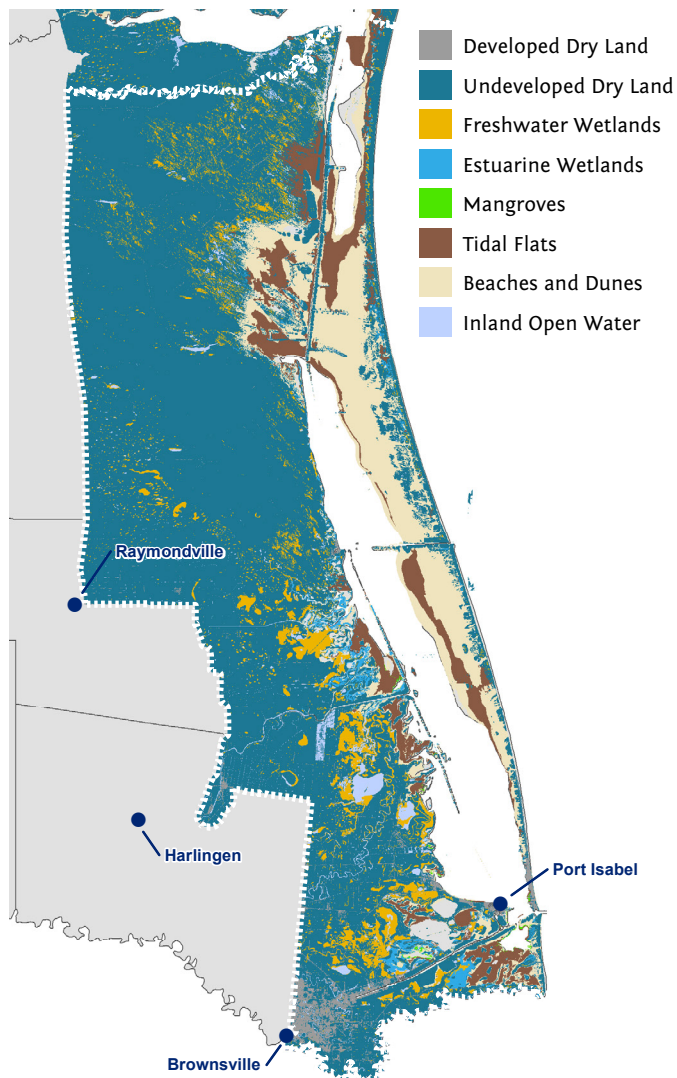 Developed Dry Land
Undeveloped Dry Land
Freshwater Wetlands
Estuarine Wetlands
Mangroves
Tidal Flats
Beaches and Dunes
Inland Open Water
Raymondville
Harlingen
Port Isabel
Brownsville